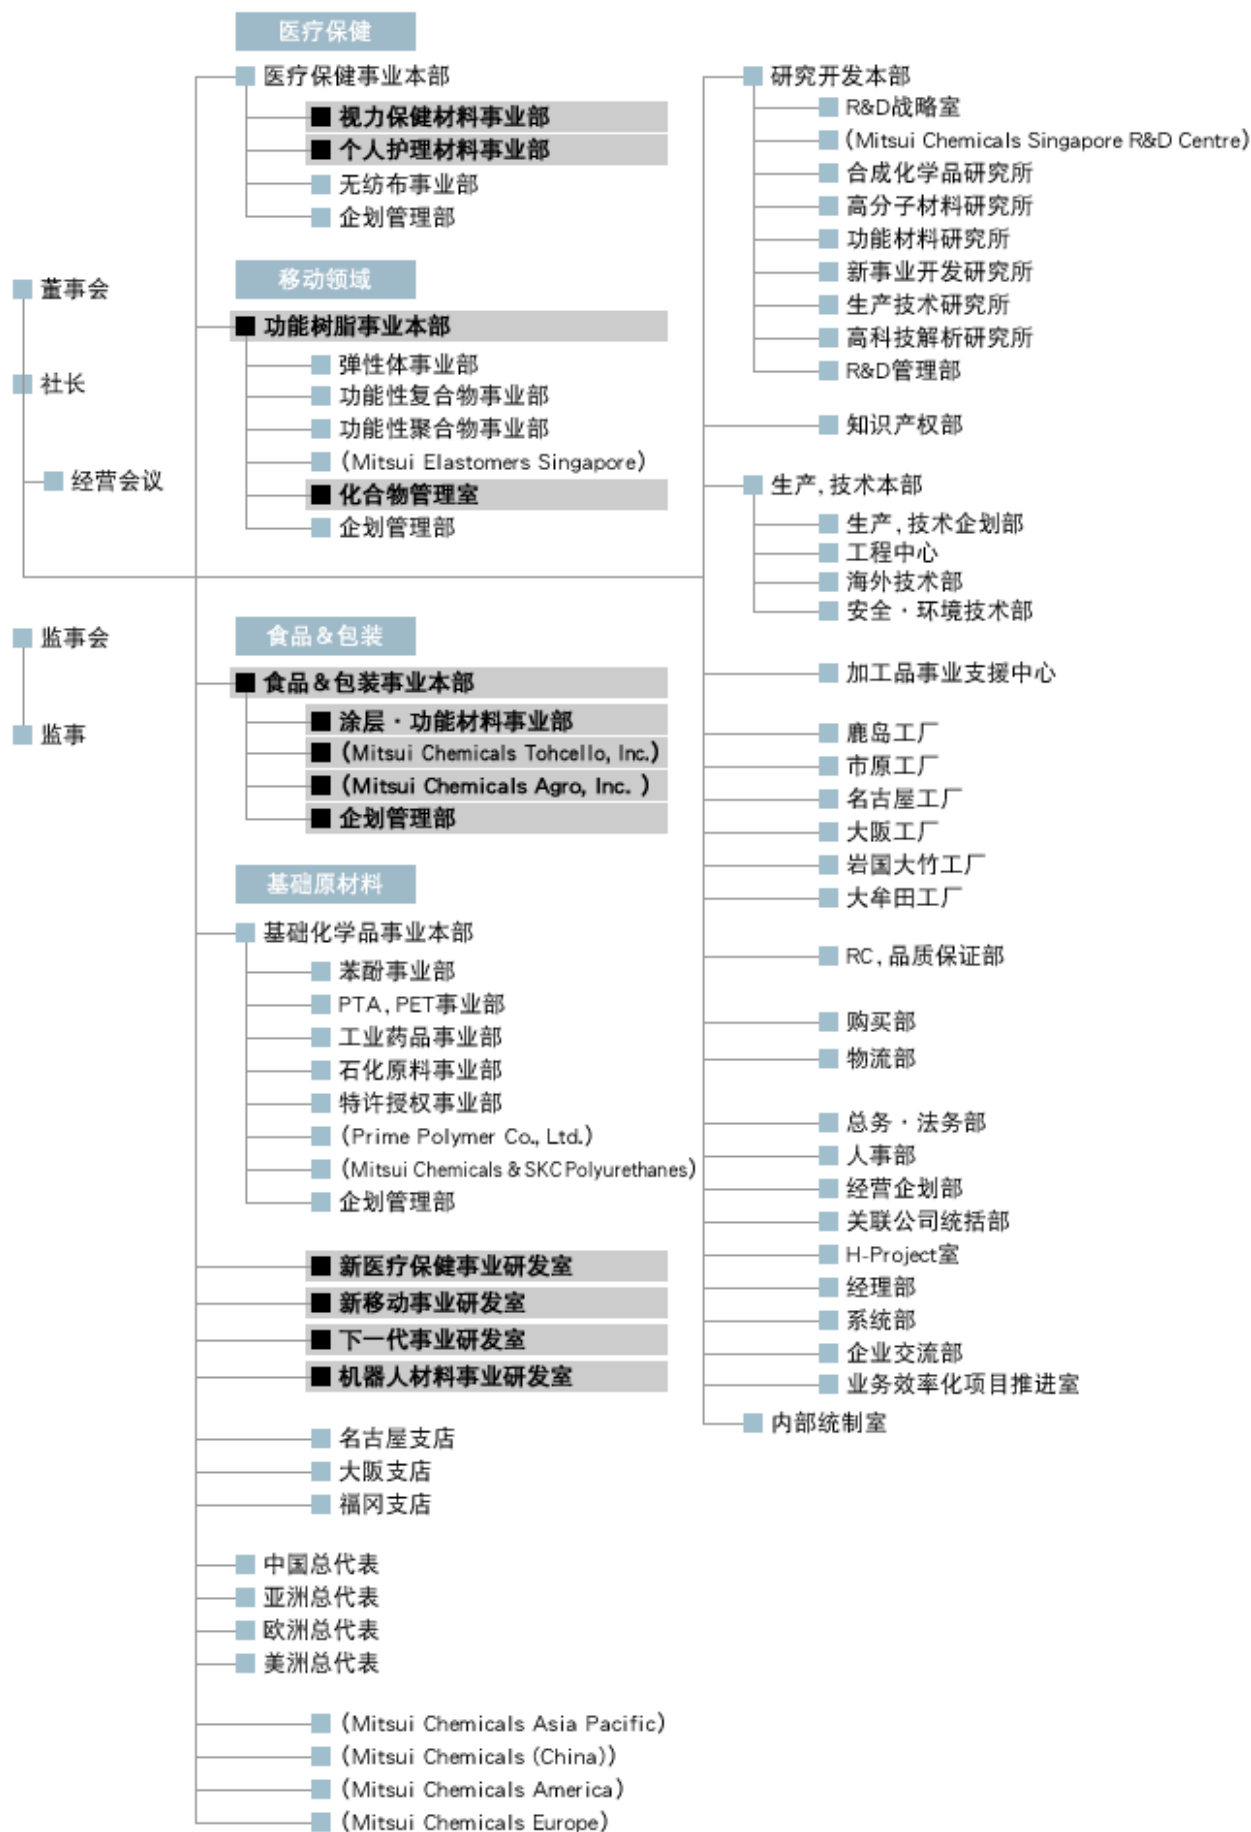 董事会
社长
经营会议
监事会
监事
医疗保健
医疗保健事业本部
视力保健材料事业部
个人护理材料事业部
无纺布事业部
企划管理部
移动领域
功能树脂事业本部
弹性体事业部
功能性复合物事业部
功能性聚合物事业部
(Mitsui Elastomers Singapore)
化合物管理室
企划管理部
食品&包装
食品&包装事业本部
涂层·功能材料事业部
(Mitsui Chemicals Tohcello, Inc.)
(Mitsui Chemicals Agro, Inc. )
企划管理部
基础原材料
基础化学品事业本部
苯酚事业部
PTA, PET事业部
工业药品事业部
石化原料事业部
特许授权事业部
(Prime Polymer Co., Ltd.)
(Mitsui Chemicals & SKC Polyurethanes)
企划管理部
新医疗保健事业研发室
新移动事业研发室
下一代事业研发室
机器人材料事业研发室
名古屋支店
大阪支店
福冈支店
中国总代表
亚洲总代表
欧洲总代表
美洲总代表
(Mitsui Chemicals Asia Pacific)
(Mitsui Chemicals (China))
(Mitsui Chemicals America)
(Mitsui Chemicals Europe)
研究开发本部
R&D战略室
(Mitsui Chemicals Singapore R&D Centre)
合成化学品研究所
高分子材料研究所
功能材料研究所
新事业开发研究所
生产技术研究所
高科技解析研究所
R&D管理部
知识产权部
生产, 技术本部
生产, 技术企划部
工程中心
海外技术部
安全·环境技术部
加工品事业支援中心
鹿岛工厂
市原工厂
名古屋工厂
大阪工厂
岩国大竹工厂
大牟田工厂
RC, 品质保证部
购买部
物流部
总务·法务部
人事部
经营企划部
关联公司统括部
H-Project室
经理部
系统部
企业交流部
业务效率化项目推进室
内部统制室